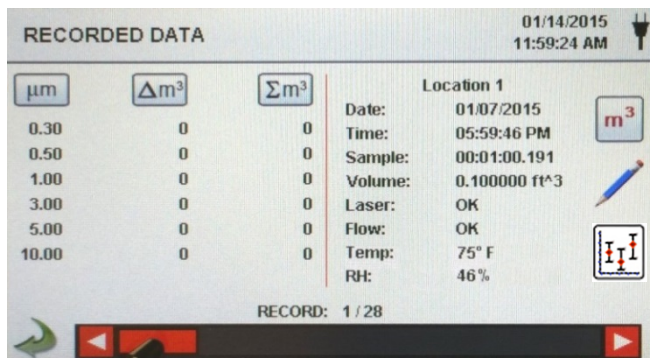 RECORDED DATA
01/14/2015
11:59:24 AM
µm Δm³ Σm³
0.30 0 0
0.50 0 0
1.00 0 0
3.00 0 0
5.00 0 0
10.00 0 0
Location 1
Date: 01/07/2015
Time: 05:59:46 PM
Sample: 00:01:00.191
Volume: 0.100000 ft^3
Laser: OK
Flow: OK
Temp: 75° F
RH: 46%
m³
RECORD: 1/28